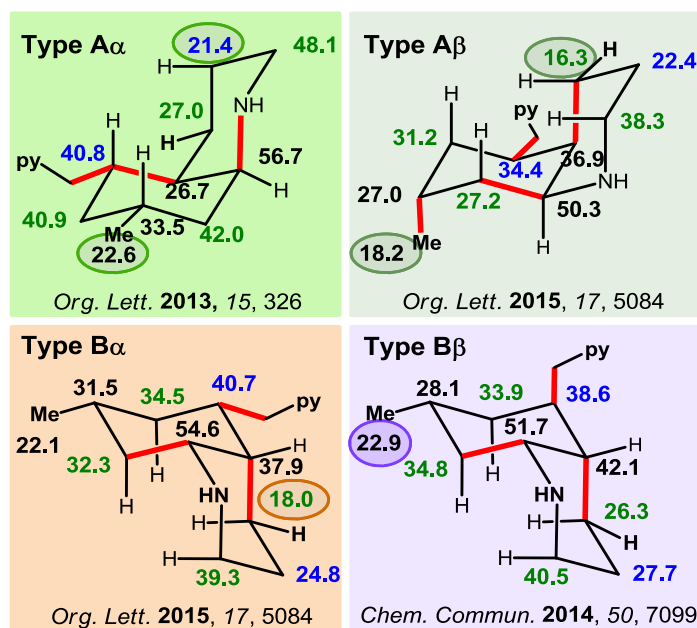 Type Aα
21.4
48.1
H
27.0
NH
H
H
H
py
40.8
56.7
26.7
H
40.9
33.5
42.0
Me
22.6
Org. Lett. 2013, 15, 326
Type Aβ
16.3
H
H
22.4
H
py
H
31.2
H
38.3
34.4
36.9
27.0
NH
27.2
50.3
Me
18.2
H
Org. Lett. 2015, 17, 5084
Type Bα
31.5
34.5
40.7
py
Me
54.6
22.1
H
32.3
H
37.9
HN
18.0
H
H
H
H
39.3
24.8
Org. Lett. 2015, 17, 5084
Type Bβ
py
28.1
33.9
38.6
Me
51.7
22.9
H
34.8
H
42.1
HN
26.3
H
H
H
H
40.5
27.7
Chem. Commun. 2014, 50, 7099